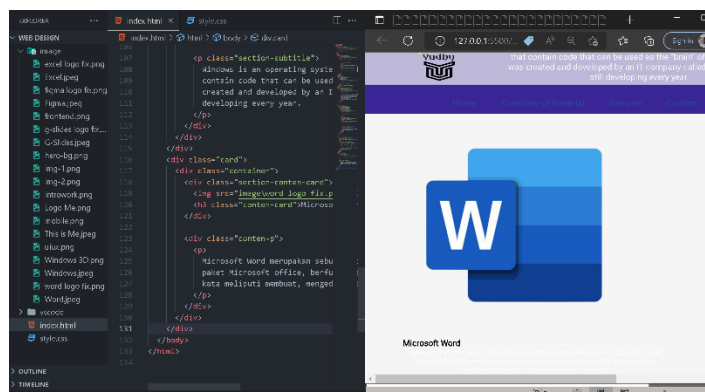 EXPLORER
index.html
style.css
WEB DESIGN
image
excel logo fix.png
Excel.jpeg
figma logo fix.png
Figma.jpeg
frontend.png
g-slides logo fix....
G-Slides.jpeg
hero-bg.png
img-1.png
img-2.png
introwork.png
Logo Me.png
mobile.png
This is Me.jpeg
uiux.png
Windows 3D.png
Windows.jpeg
word logo fix.png
Word.jpeg
vscode
index.html
style.css
OUTLINE
TIMELINE
index.html > html > body > div.card
106
107 <p class="section-subtitle">
108 Windows is an operating syste
109 contain code that can be used
110 created and developed by an I
111 developing every year.
112 </p>
113 </div>
114 </div>
115 </div>
116 <div class="card">
117 <div class="container">
118 <div class="section-conten-card">
119 <img src="image\word logo fix.p
120 <h3 class="conten-card">Microso
121 </div>
122
123 <div class="conten-p">
124 <p>
125 Microsoft Word merupakan sebu
126 paket Microsoft office, berfu
127 kata meliputi membuat, menged
128 </p>
129 </div>
130 </div>
131 </div>
132 </body>
133 </html>
134
127.0.0.1:5500/...
Sign in
that contain code that can be used as the "brain" or
was created and developed by an IT company called
still developing every year.
Home Summary of Material Resume Contact
W
Microsoft Word